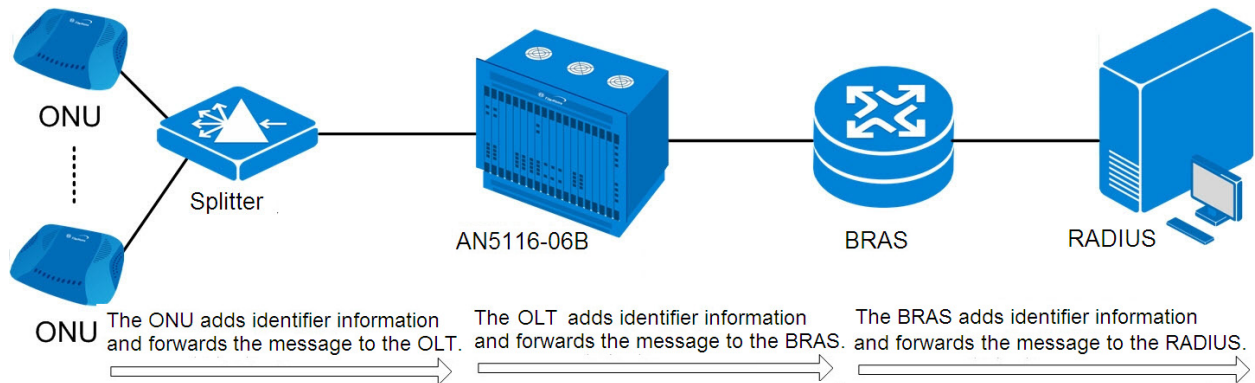 ONU
Splitter
ONU
AN5116-06B
BRAS
RADIUS
The ONU adds identifier information
and forwards the message to the OLT.
The OLT adds identifier information
and forwards the message to the BRAS.
The BRAS adds identifier information
and forwards the message to the RADIUS.